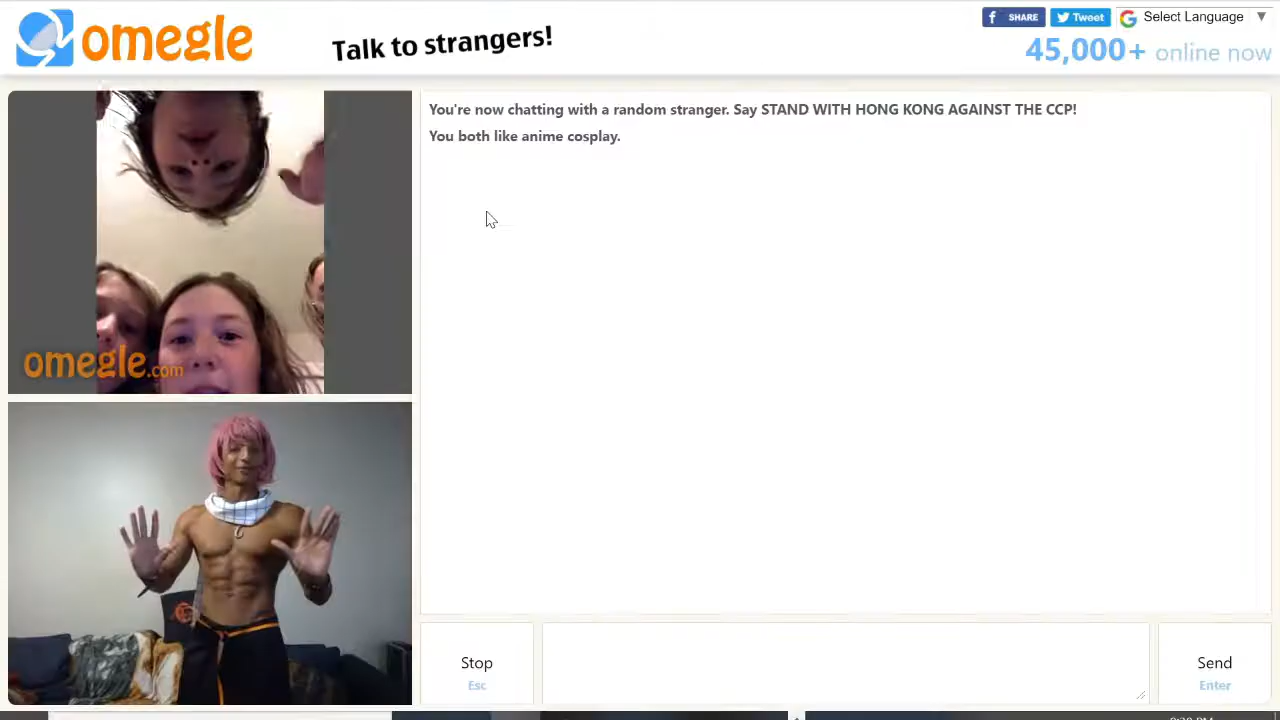 omegle
Talk to strangers!
SHARE
Tweet
Select Language
45,000+ online now
omegle.com
You're now chatting with a random stranger. Say STAND WITH HONG KONG AGAINST THE CCP!
You both like anime cosplay.
Stop
Esc
Send
Enter